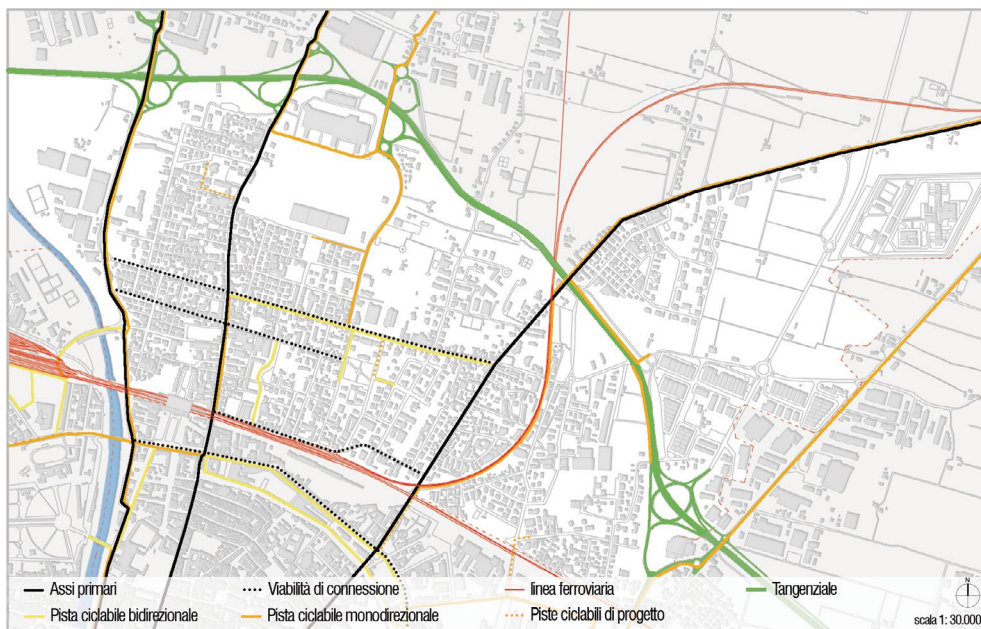 Assi primari
Viabilità di connessione
linea ferroviaria
Tangenziale
N
Pista ciclabile bidirezionale
Pista ciclabile monodirezionale
Piste ciclabili di progetto
scala 1: 30.000